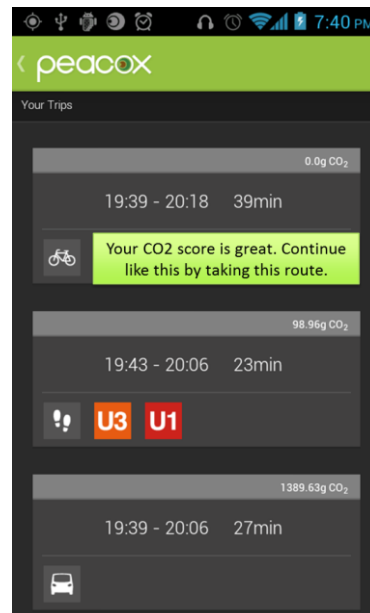 7:40 PM
peacox
Your Trips
0.0g CO₂
19:39 - 20:18 39min
Your CO2 score is great. Continue
like this by taking this route.
98.96g CO₂
19:43 - 20:06 23min
U3 U1
1389.63g CO₂
19:39 - 20:06 27min